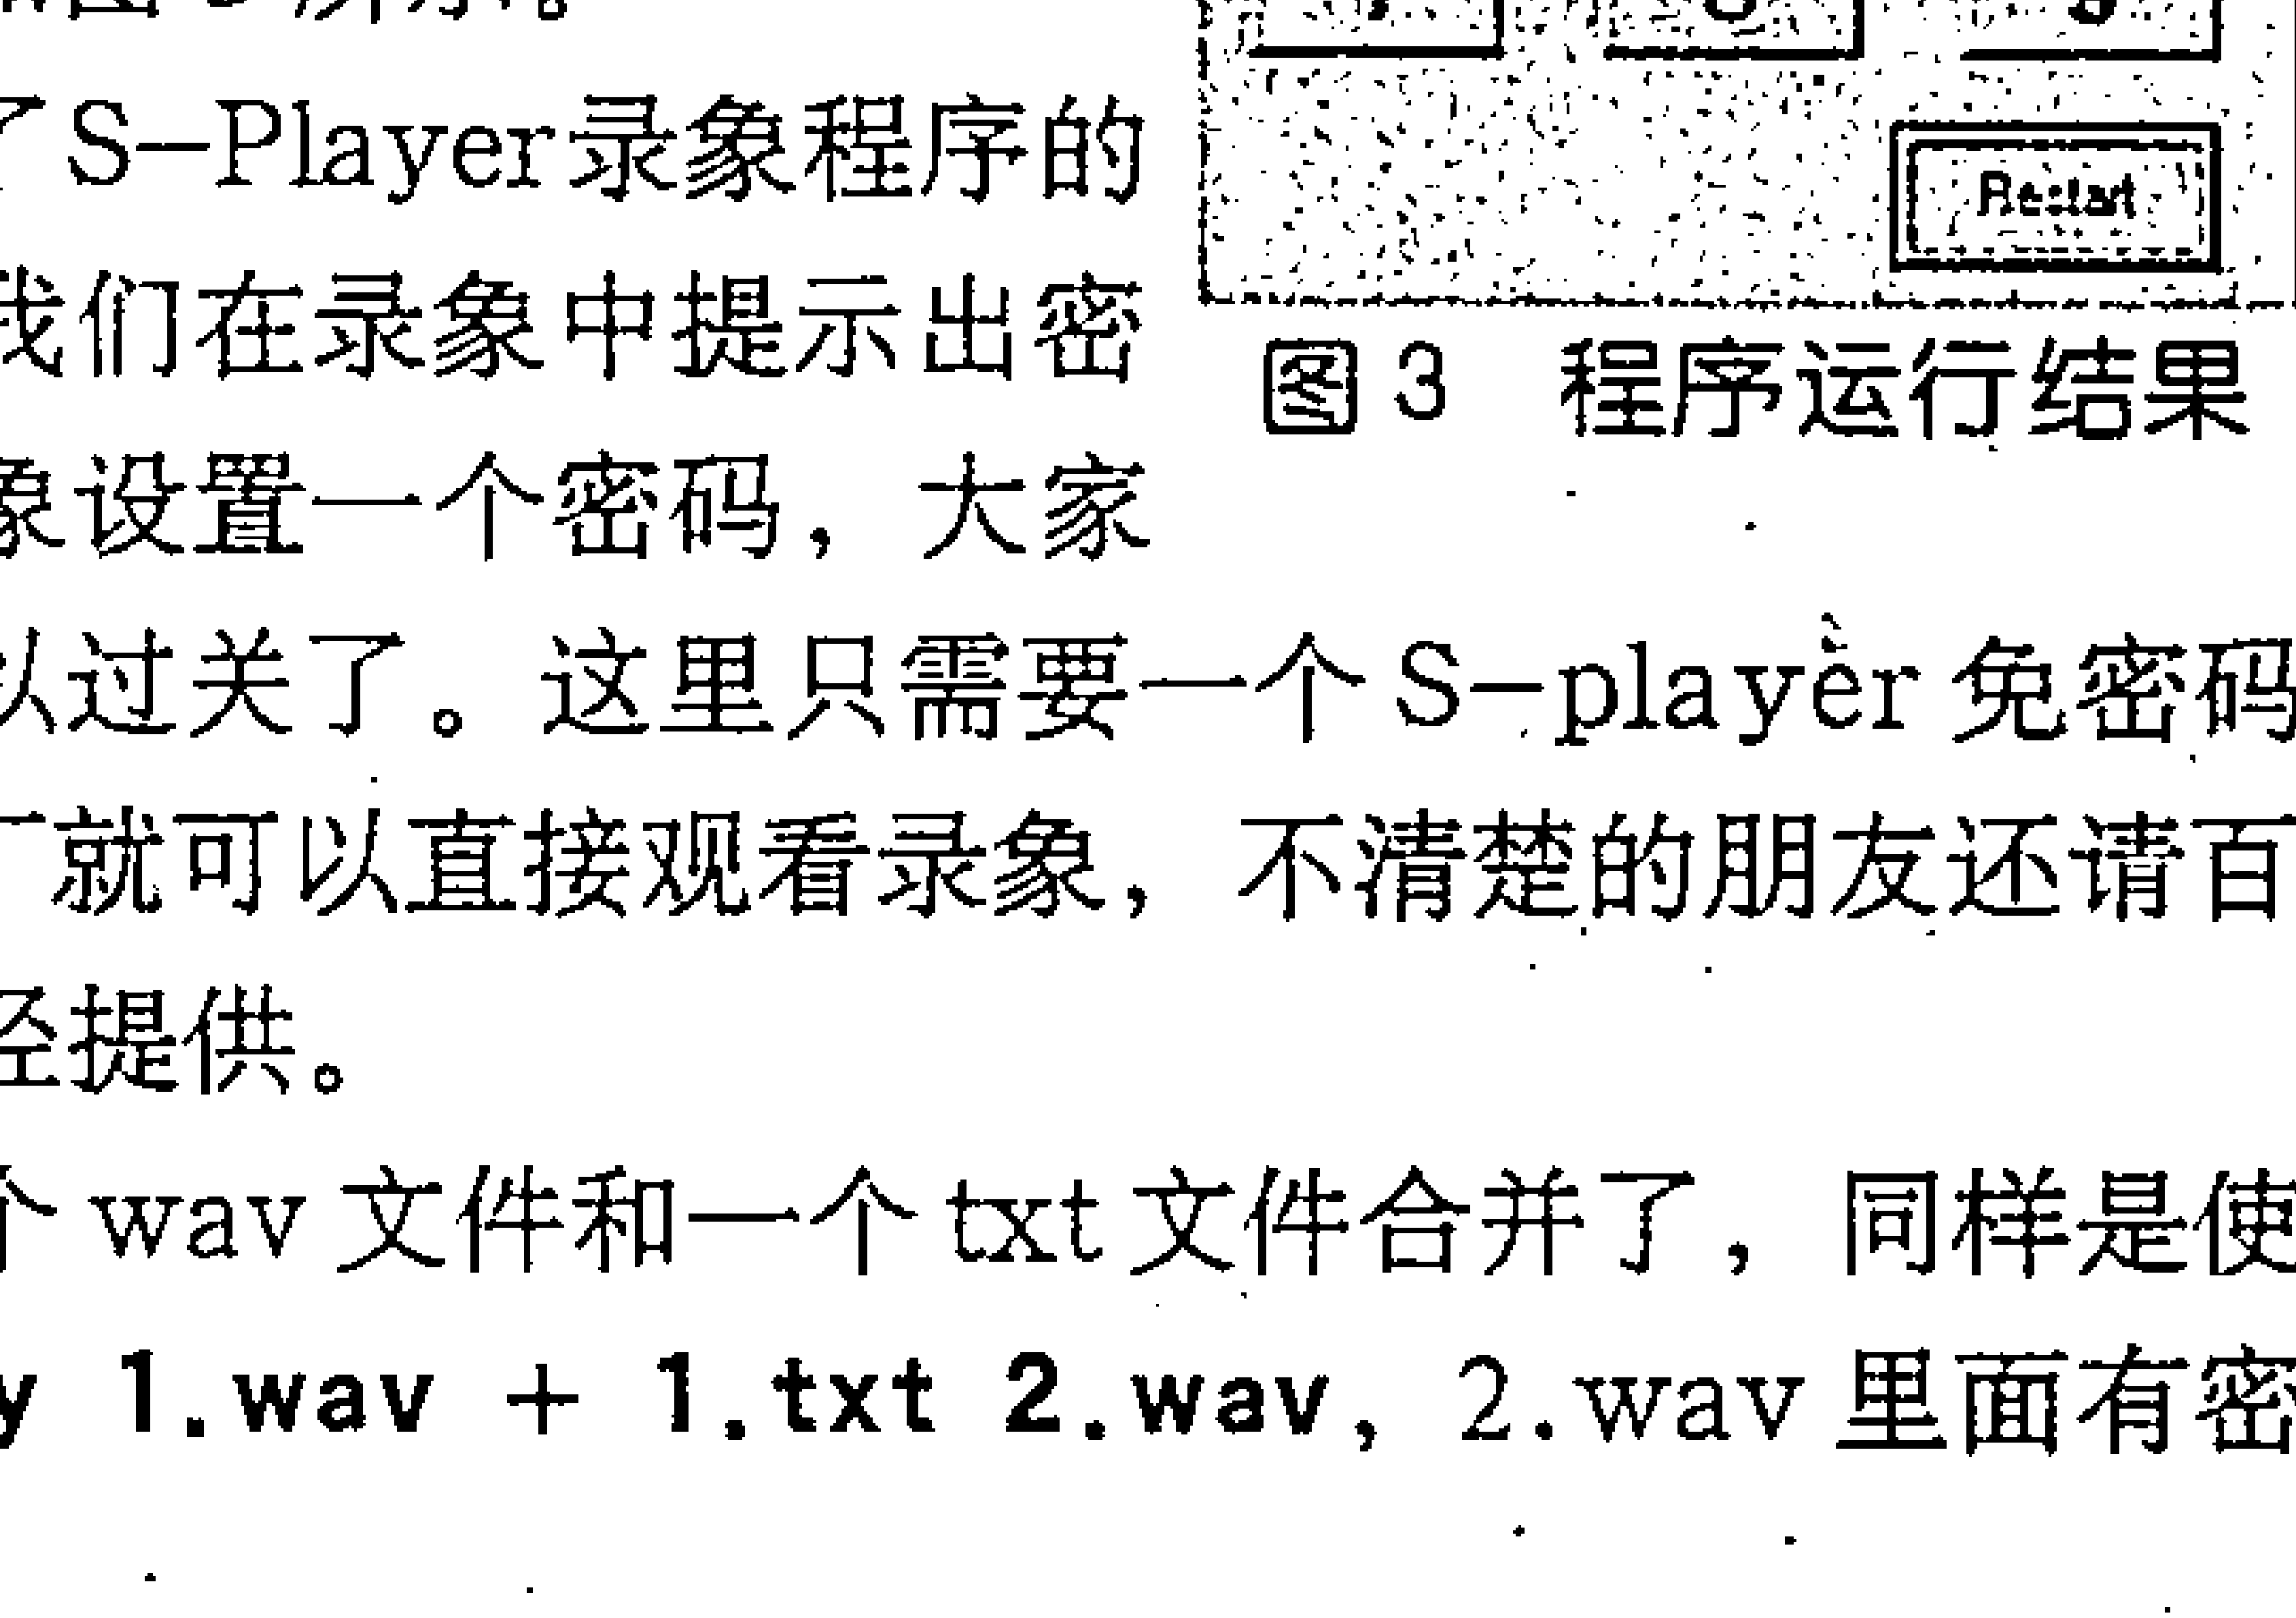 图3所示。
了S-Player录象程序的
我们在录象中提示出密
象设置一个密码，大家
以过关了。这里只需要一个S-player免密码
就可以直接观看录象，不清楚的朋友还请百
经提供。
个wav文件和一个txt文件合并了，同样是使
y 1.wav + 1.txt 2.wav, 2.wav里面有密
Restart
图3 程序运行结果